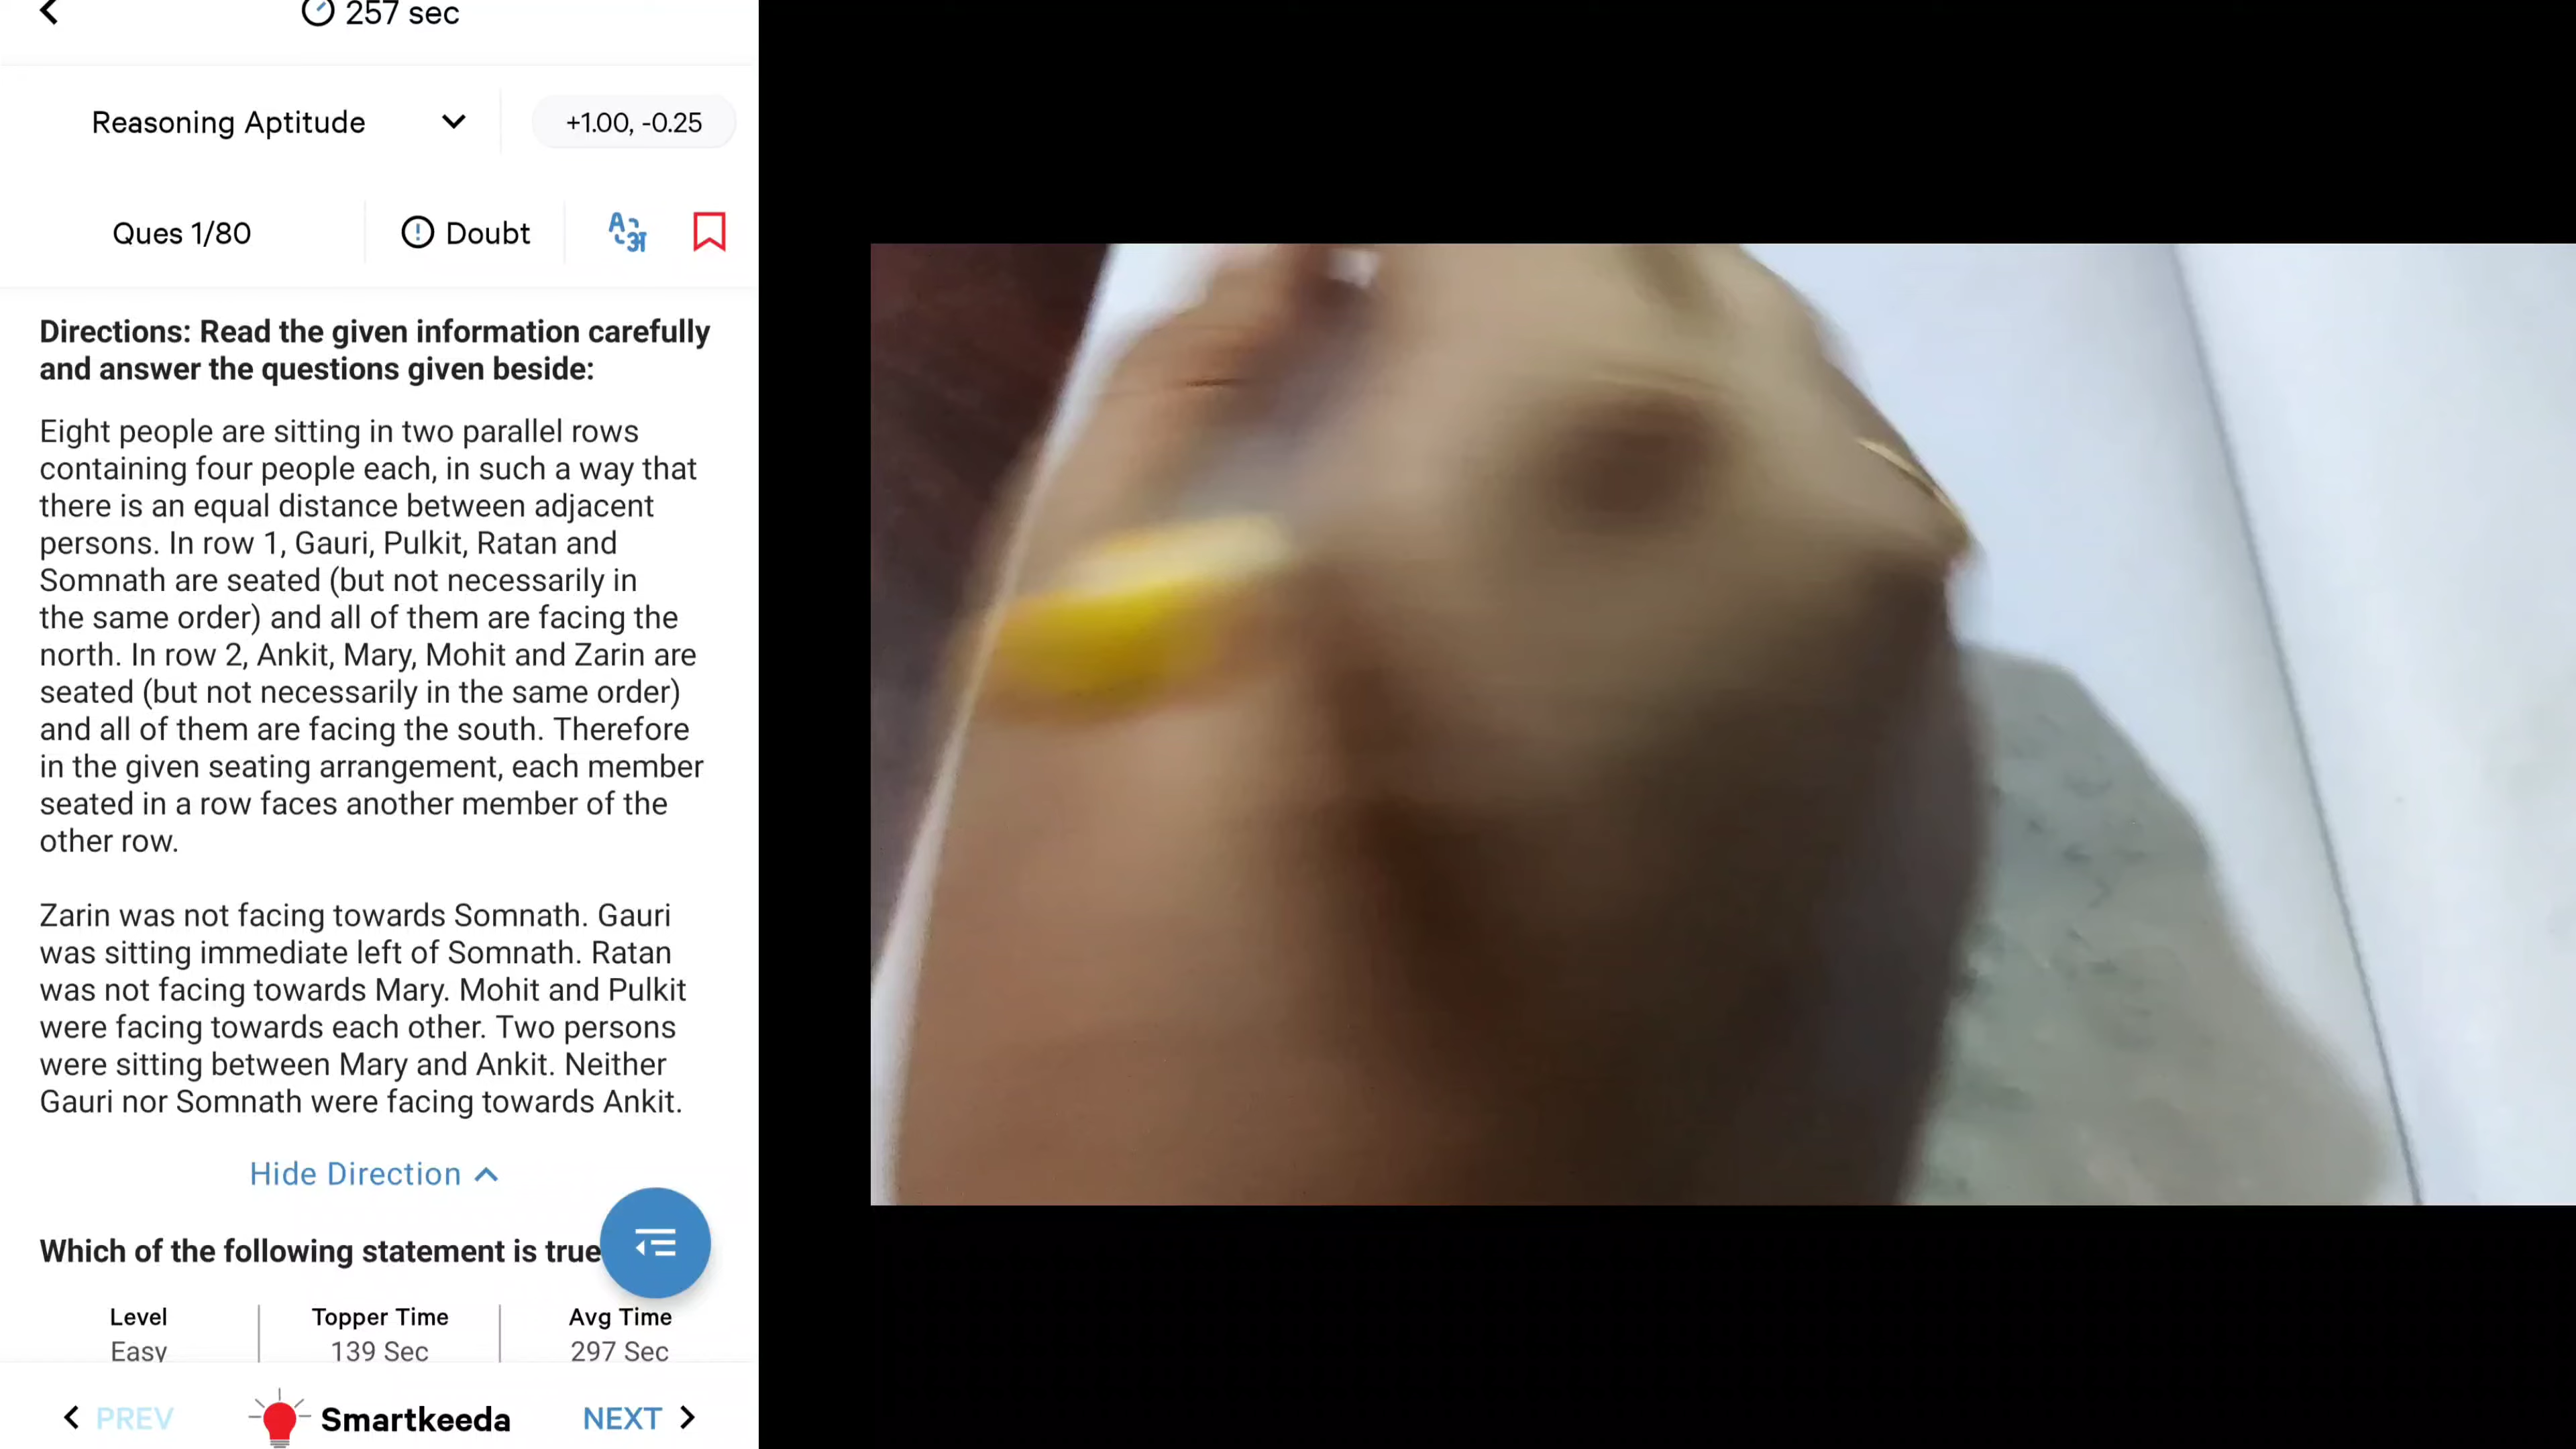 257 sec
Reasoning Aptitude
+1.00, -0.25
Ques 1/80
Doubt
A अ
Directions: Read the given information carefully
and answer the questions given beside:
Eight people are sitting in two parallel rows
containing four people each, in such a way that
there is an equal distance between adjacent
persons. In row 1, Gauri, Pulkit, Ratan and
Somnath are seated (but not necessarily in
the same order) and all of them are facing the
north. In row 2, Ankit, Mary, Mohit and Zarin are
seated (but not necessarily in the same order)
and all of them are facing the south. Therefore
in the given seating arrangement, each member
seated in a row faces another member of the
other row.
Zarin was not facing towards Somnath. Gauri
was sitting immediate left of Somnath. Ratan
was not facing towards Mary. Mohit and Pulkit
were facing towards each other. Two persons
were sitting between Mary and Ankit. Neither
Gauri nor Somnath were facing towards Ankit.
Hide Direction
Which of the following statement is true
Level
Topper Time
Avg Time
Easy
139 Sec
297 Sec
PREV
Smartkeeda
NEXT